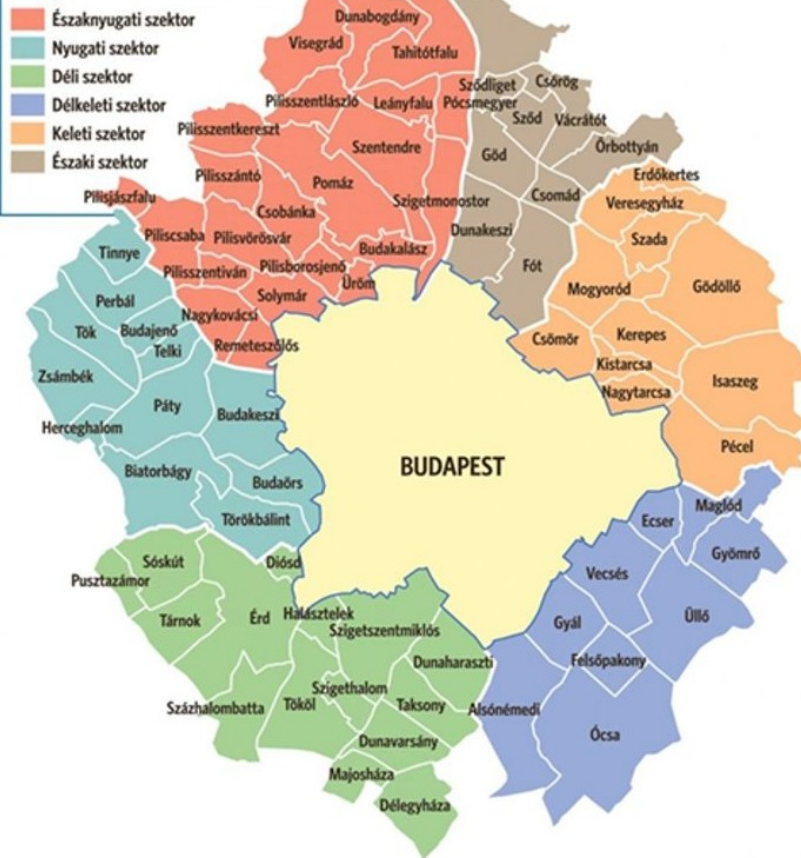 Északnyugati szektor
Nyugati szektor
Déli szektor
Délkeleti szektor
Keleti szektor
Északi szektor
Dunabogdány
Visegrád
Tahitótfalu
Pilisszentlászló
Leányfalu
Pócsmegyer
Sződliget
Csörög
Sződ
Vácrátót
Őrbottyán
Pilisszentkereszt
Szentendre
Göd
Erdőkertes
Pilisszántó
Pomáz
Csomád
Veresegyház
Pilisjászfalu
Csobánka
Szigetmonostor
Dunakeszi
Szada
Piliscsaba
Pilisvörösvár
Budakalász
Fót
Tinnye
Pilisszentiván
Pilisborosjenő
Üröm
Mogyoród
Gödöllő
Perbál
Solymár
Nagykovácsi
Tök
Budajenő
Telki
Remeteszőlős
Csömör
Kerepes
Zsámbék
Kistarcsa
Isaszeg
Nagytarcsa
Páty
Budakeszi
Herceghalom
Pécel
Biatorbágy
BUDAPEST
Budaörs
Maglód
Törökbálint
Ecser
Sóskút
Diósd
Gyömrő
Pusztazámor
Vecsés
Tárnok
Érd
Halásztelek
Szigetszentmiklós
Gyál
Üllő
Dunaharaszti
Felsőpakony
Szigethalom
Százhalombatta
Tököl
Taksony
Alsónémedi
Dunavarsány
Ócsa
Majosháza
Délegyháza